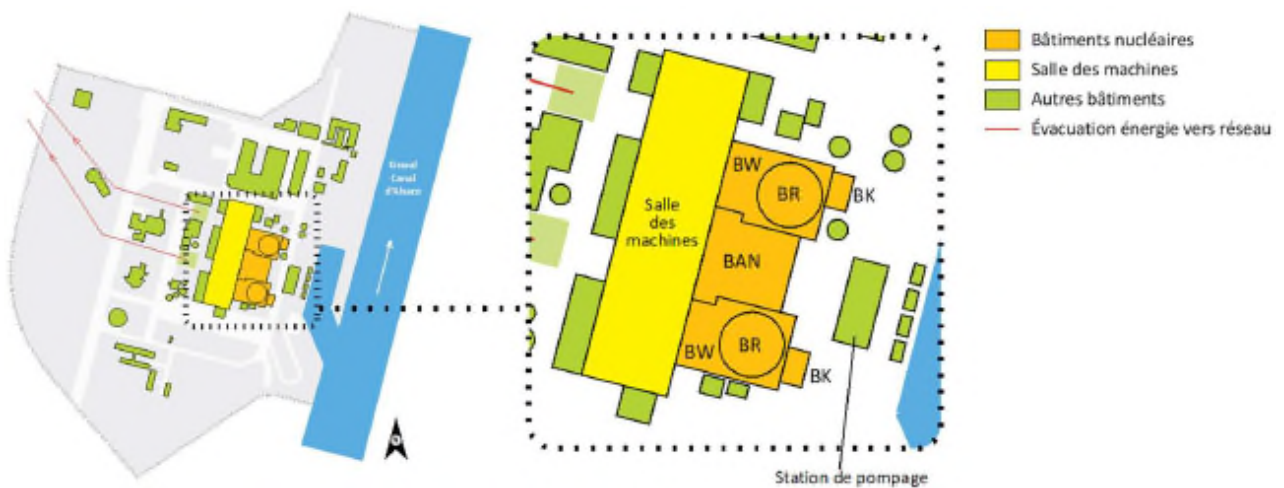 Grand
Canal
d'Alsace
BW
BR
BK
Salle
des
machines
BAN
BW
BR
BK
Station de pompage
Bâtiments nucléaires
Salle des machines
Autres bâtiments
Évacuation énergie vers réseau